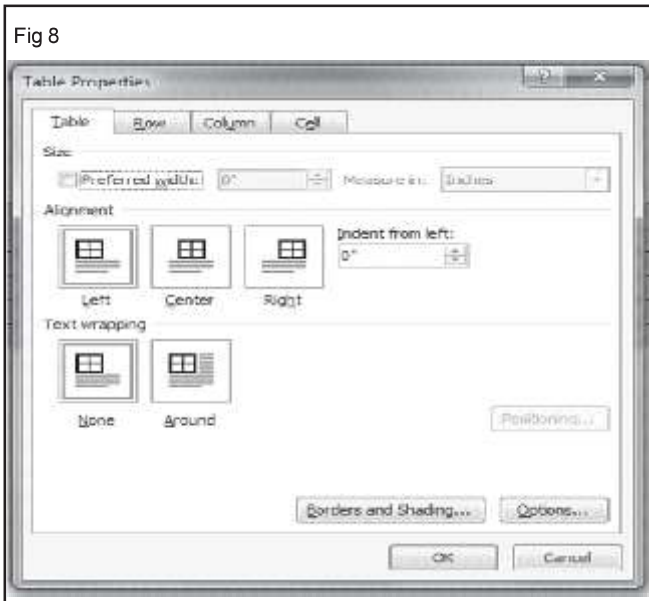 Fig 8
Table Properties
? x
Table Row Column Cell
Size
Preferred width: 0" Measure in: Inches
Alignment
Indent from left:
0"
Left Center Right
Text wrapping
None Around
Positioning...
Borders and Shading... Options...
OK Cancel